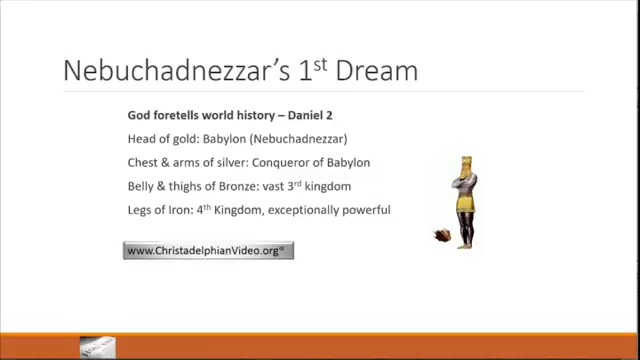 Nebuchadnezzar's 1st Dream
God foretells world history – Daniel 2
Head of gold: Babylon (Nebuchadnezzar)
Chest & arms of silver: Conqueror of Babylon
Belly & thighs of Bronze: vast 3rd kingdom
Legs of Iron: 4th Kingdom, exceptionally powerful
www.ChristadelphianVideo.org®